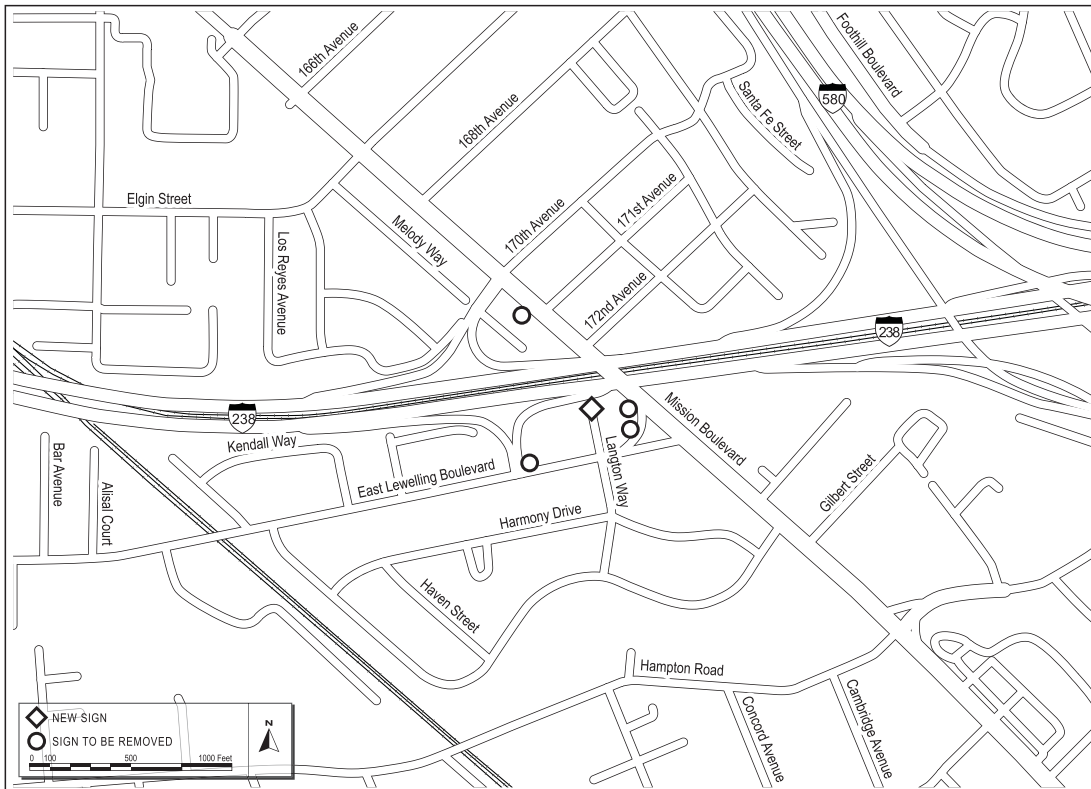 166th Avenue
Foothill Boulevard
580
168th Avenue
Santa Fe Street
Elgin Street
171st Avenue
170th Avenue
Melody Way
Los Reyes Avenue
172nd Avenue
238
238
Mission Boulevard
Kendall Way
Bar Avenue
Langton Way
Gilbert Street
East Lewelling Boulevard
Alisal Court
Harmony Drive
Haven Street
Hampton Road
Cambridge Avenue
Concord Avenue
NEW SIGN
SIGN TO BE REMOVED
N
0 100 500 1000 Feet